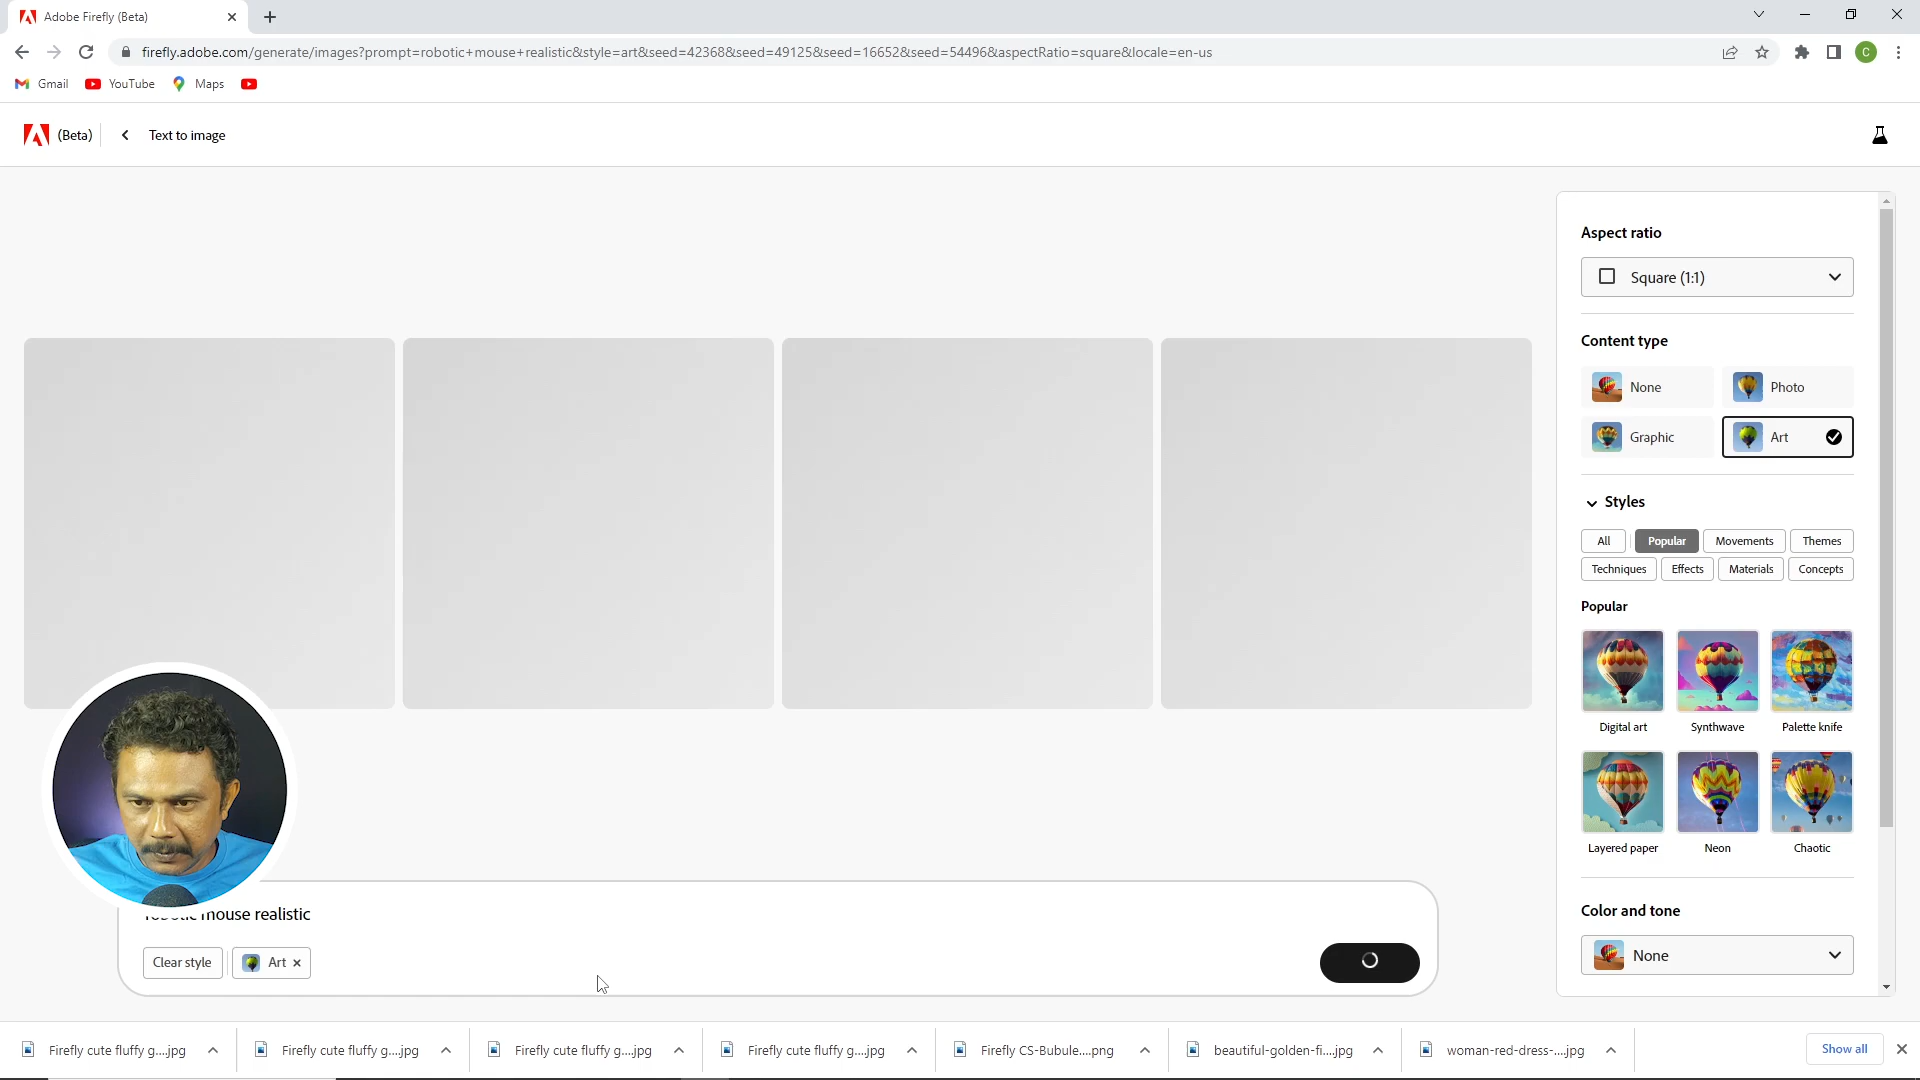 Adobe Firefly (Beta)
firefly.adobe.com/generate/images?prompt=robotic+mouse+realistic&style=art&seed=42368&seed=49125&seed=16652&seed=54496&aspectRatio=square&locale=en-us
C
Gmail
YouTube
Maps
(Beta)
Text to image
Aspect ratio
Square (1:1)
Content type
None
Photo
Graphic
Art
Styles
All
Popular
Movements
Themes
Techniques
Effects
Materials
Concepts
Popular
Digital art
Synthwave
Palette knife
Layered paper
Neon
Chaotic
Color and tone
None
robotic mouse realistic
Clear style
Art
Firefly cute fluffy g....jpg
Firefly cute fluffy g....jpg
Firefly cute fluffy g....jpg
Firefly cute fluffy g....jpg
Firefly CS-Bubule....png
beautiful-golden-fi....jpg
woman-red-dress-....jpg
Show all